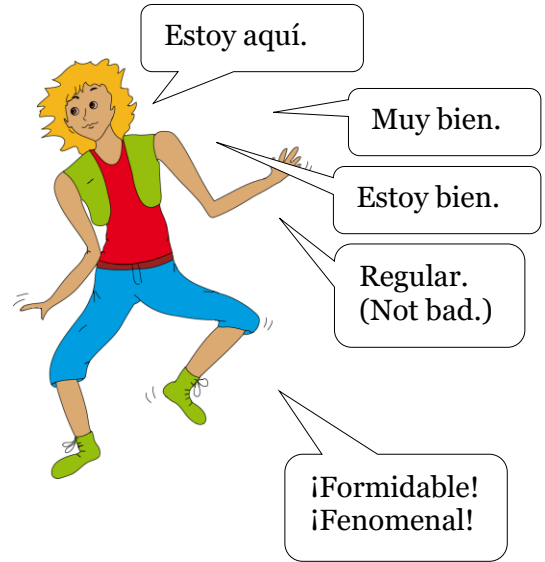 Estoy aquí.
Muy bien.
Estoy bien.
Regular.
(Not bad.)
¡Formidable!
¡Fenomenal!